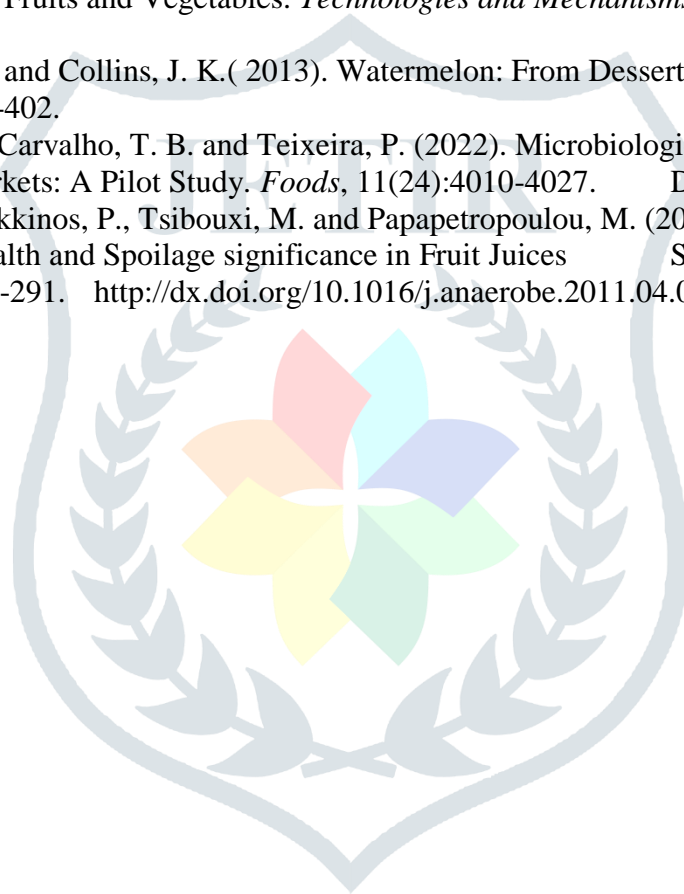 Fruits and Vegetables. Technologies and Mechanisms
and Collins, J. K.( 2013). Watermelon: From Dessert
-402.
Carvalho, T. B. and Teixeira, P. (2022). Microbiologi
rkets: A Pilot Study. Foods, 11(24):4010-4027. D
kkinos, P., Tsibouxi, M. and Papapetropoulou, M. (20
alth and Spoilage significance in Fruit Juices S
-291. http://dx.doi.org/10.1016/j.anaerobe.2011.04.0
JETIR